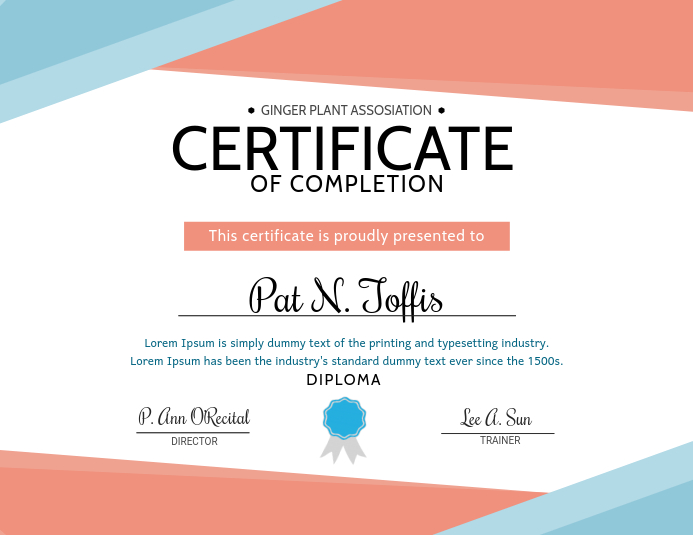 GINGER PLANT ASSOSIATION
CERTIFICATE
OF COMPLETION
This certificate is proudly presented to
Pat N. Toffis
Lorem Ipsum is simply dummy text of the printing and typesetting industry.
Lorem Ipsum has been the industry's standard dummy text ever since the 1500s.
DIPLOMA
P. Ann O'Recital
DIRECTOR
Lee A. Sun
TRAINER